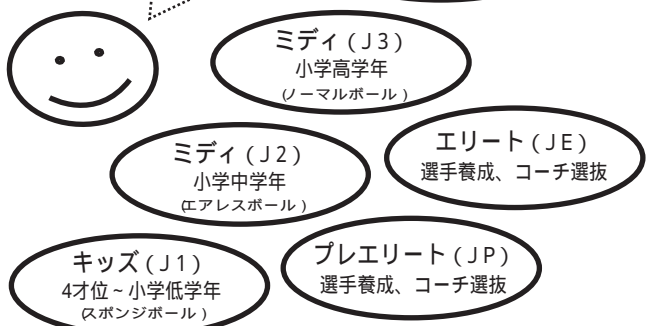 ミディ(J3)
小学高学年
(ノーマルボール)
ミディ(J2)
小学中学年
(エアレスボール)
エリート(JE)
選手養成、コーチ選抜
キッズ(J1)
4才位~小学低学年
(スポンジボール)
プレエリート(JP)
選手養成、コーチ選抜